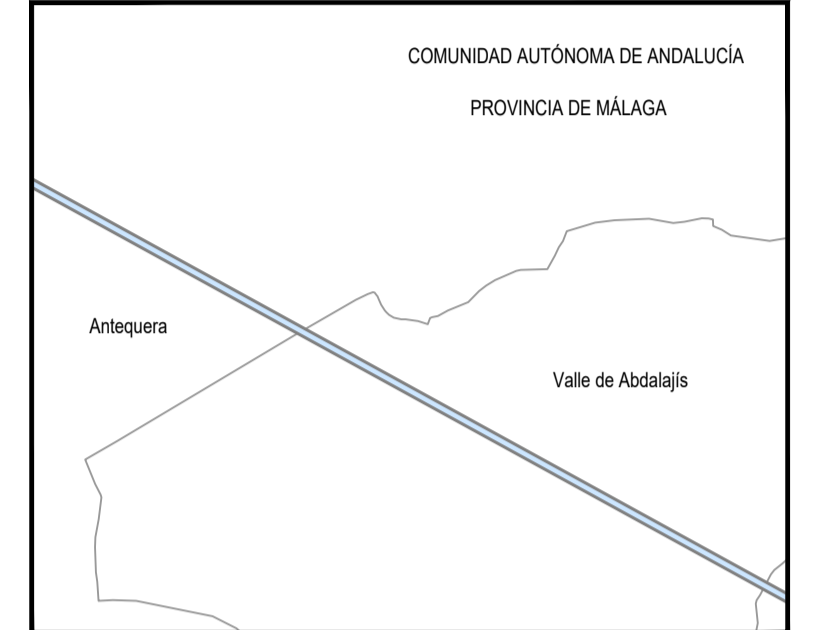 COMUNIDAD AUTÓNOMA DE ANDALUCÍA
PROVINCIA DE MÁLAGA
Antequera
Valle de Abdalajís